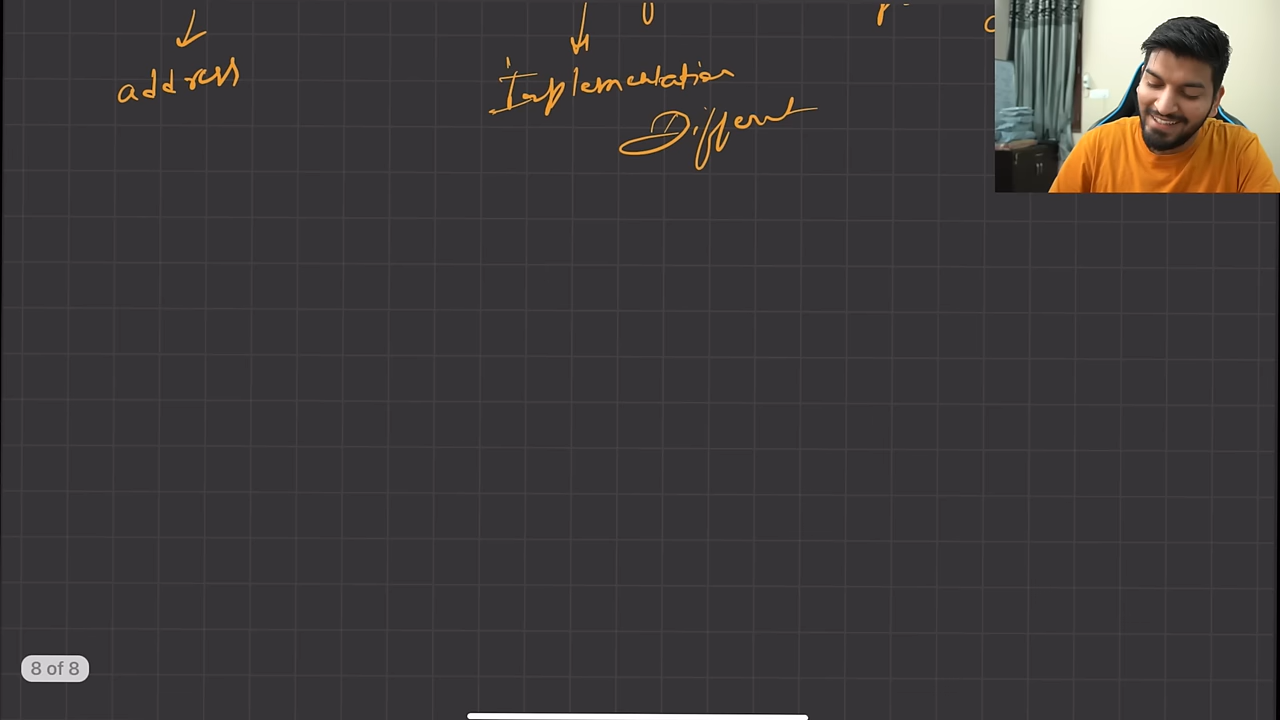 address
Implementation
Different
8 of 8